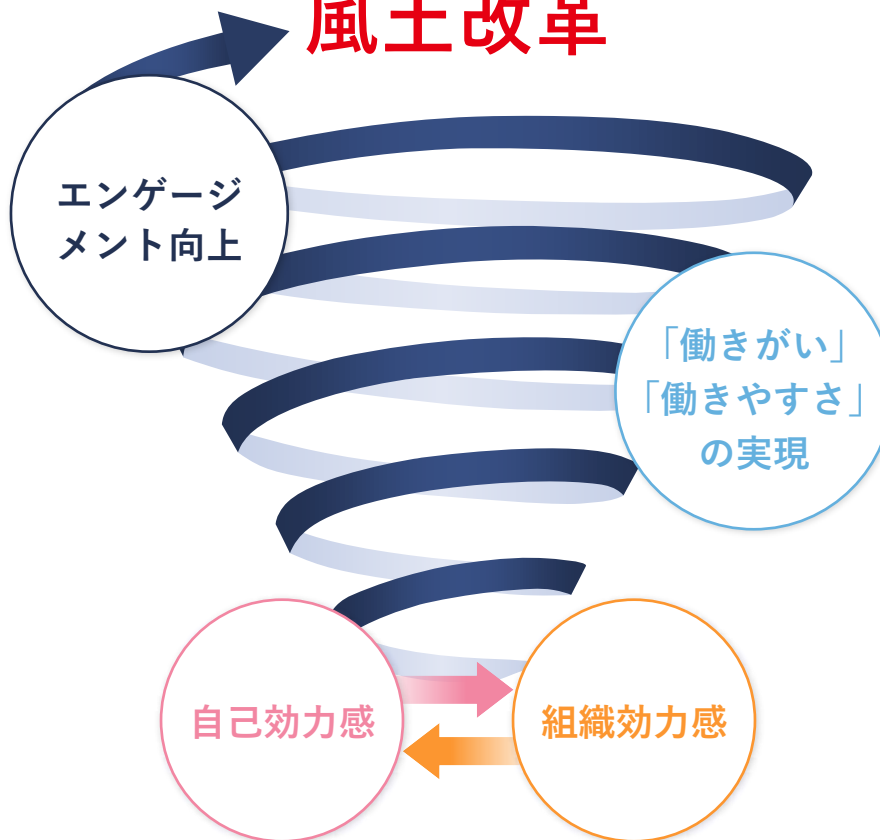 風土改革
エンゲージ
メント向上
「働きがい」
「働きやすさ」
の実現
自己効力感
組織効力感